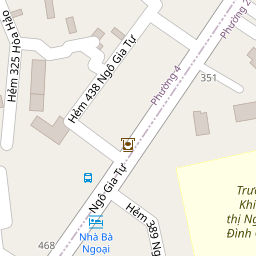 Hẻm 325 Hòa Hảo
Hẻm 438 Ngô Gia Tự
Phường 2
Phường 4
351
Ngô Gia Tự
Hẻm 389 Ng
468
Nhà Bà
Ngoại
Trườ
Khi
thị Ng
Đình C